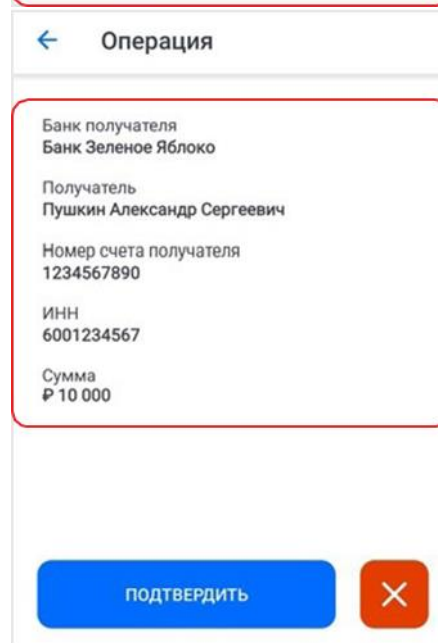 Операция
Банк получателя
Банк Зеленое Яблоко
Получатель
Пушкин Александр Сергеевич
Номер счета получателя
1234567890
ИНН
6001234567
Сумма
₽ 10 000
ПОДТВЕРДИТЬ